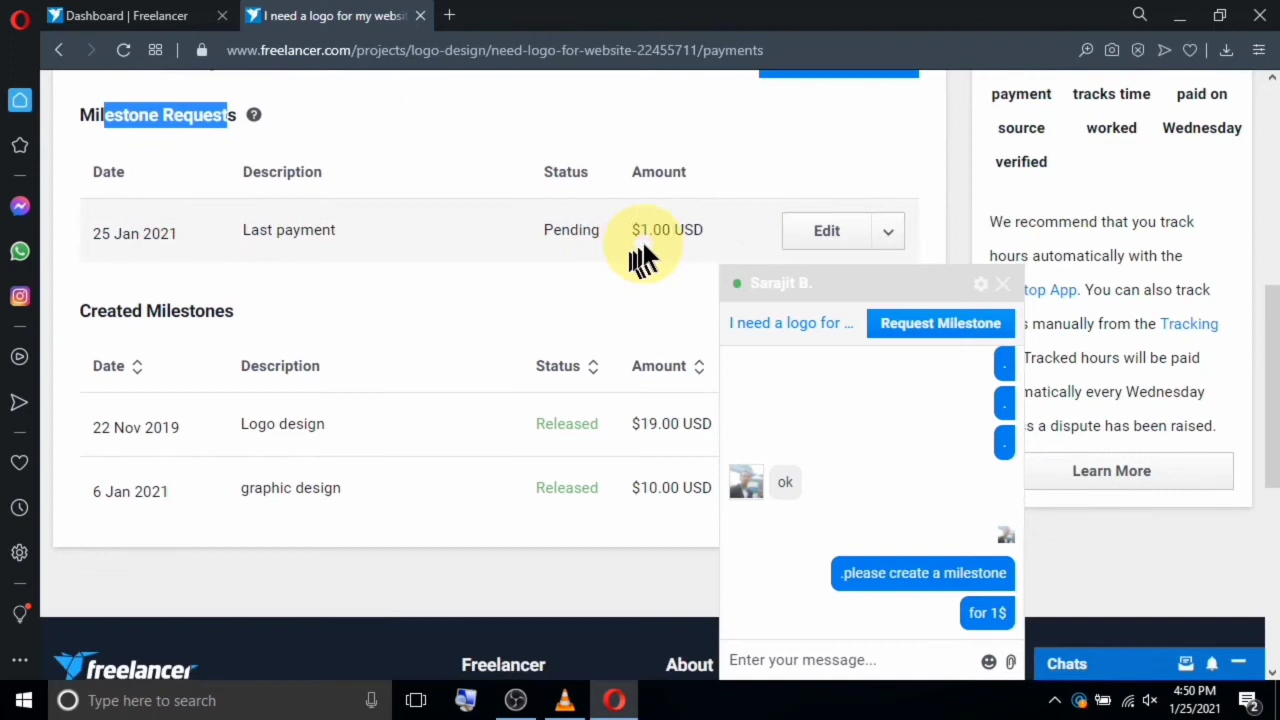 Dashboard | Freelancer
I need a logo for my websi
www.freelancer.com/projects/logo-design/need-logo-for-website-22455711/payments
Milestone Requests ?
Date Description Status Amount
25 Jan 2021 Last payment Pending $1.00 USD Edit
Created Milestones
Date Description Status Amount
22 Nov 2019 Logo design Released $19.00 USD
6 Jan 2021 graphic design Released $10.00 USD
payment tracks time paid on
source worked Wednesday
verified
We recommend that you track
hours automatically with the
top App. You can also track
s manually from the Tracking
Tracked hours will be paid
matically every Wednesday
s a dispute has been raised.
Learn More
Sarajit B.
I need a logo for ... Request Milestone
.
.
.
ok
.please create a milestone
for 1$
Enter your message...
freelancer Freelancer About
Chats
Type here to search
4:50 PM
1/25/2021
2